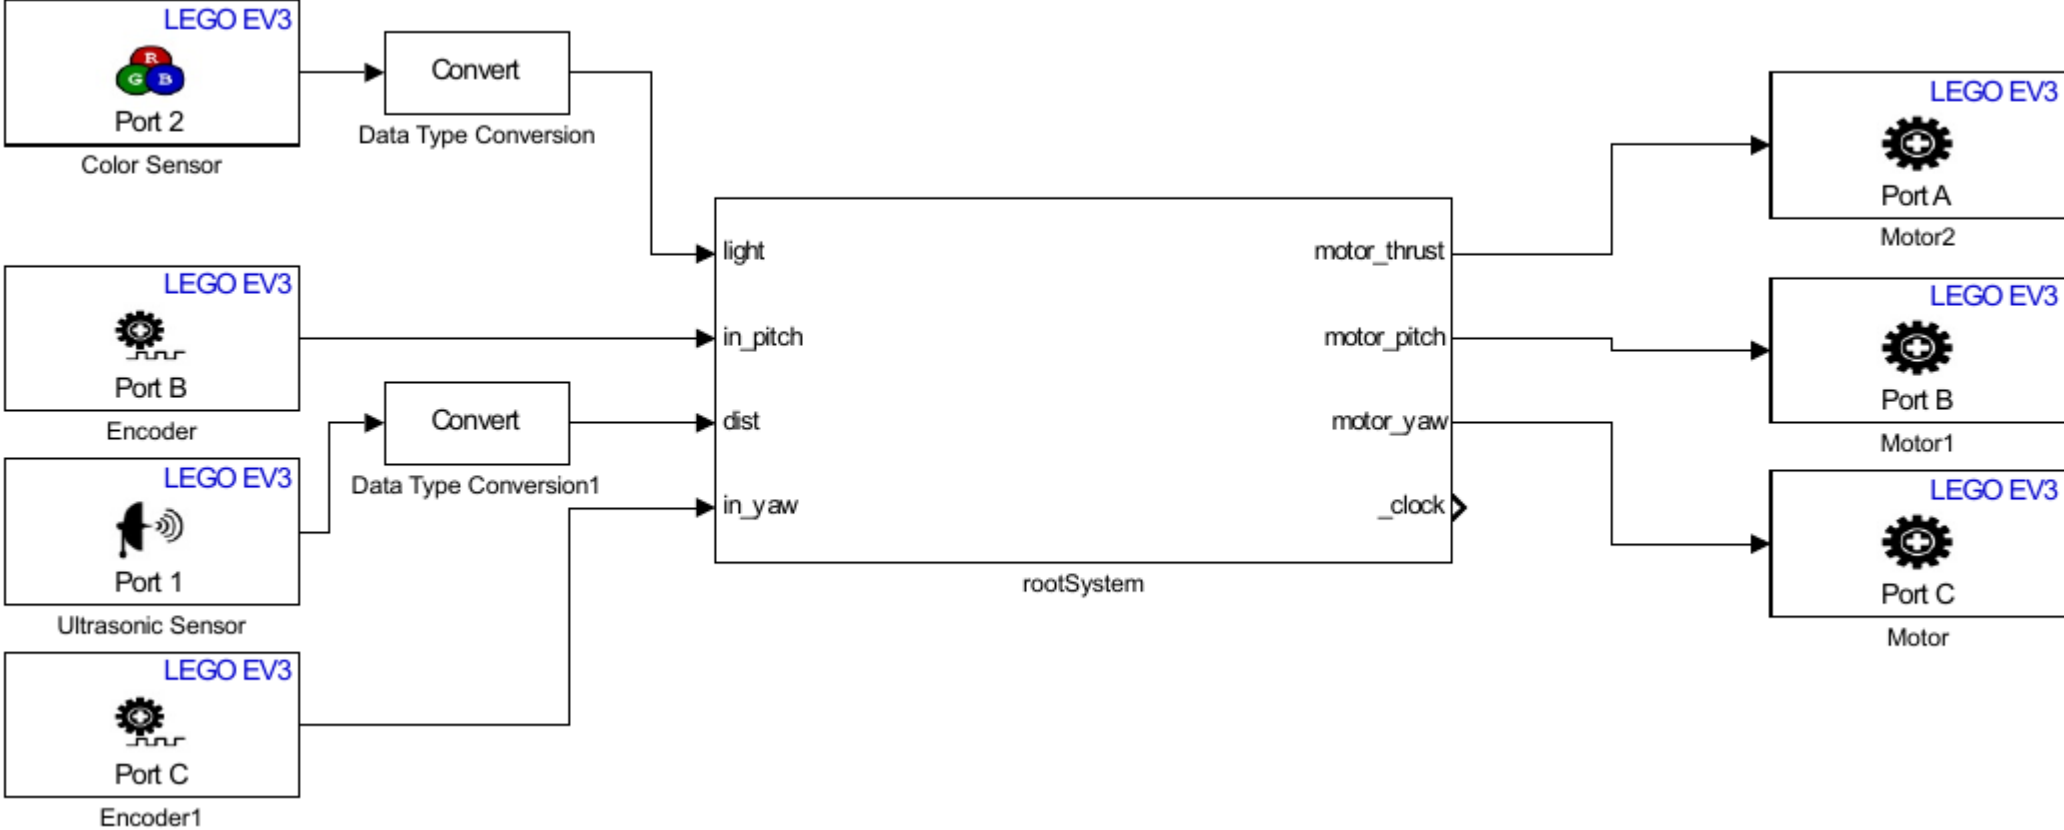 LEGO EV3
R
G B
Port 2
Color Sensor
Convert
Data Type Conversion
LEGO EV3
Port B
Encoder
Convert
Data Type Conversion1
LEGO EV3
Port 1
Ultrasonic Sensor
LEGO EV3
Port C
Encoder1
light
in_pitch
dist
in_yaw
motor_thrust
motor_pitch
motor_yaw
_clock
rootSystem
LEGO EV3
Port A
Motor2
LEGO EV3
Port B
Motor1
LEGO EV3
Port C
Motor